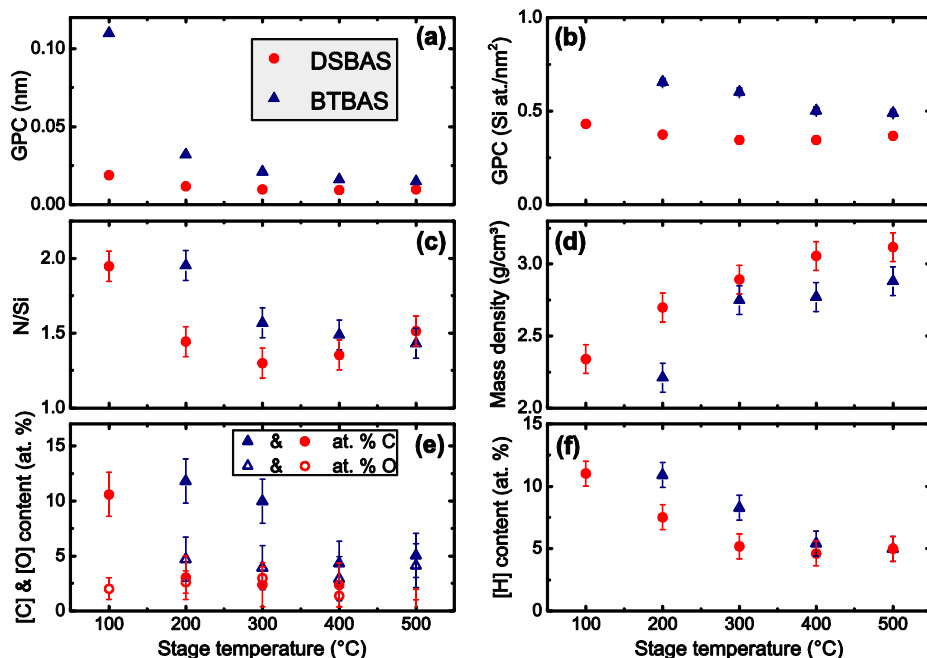 (a)
GPC (nm)
0.10
0.05
0.00
DSBAS
BTBAS
(b)
GPC (Si at./nm²)
1.0
0.5
0.0
(c)
N/Si
2.0
1.5
1.0
(d)
Mass density (g/cm³)
3.0
2.5
2.0
(e)
[C] & [O] content (at. %)
15
10
5
0
& at. % C
& at. % O
100 200 300 400 500
Stage temperature (°C)
(f)
[H] content (at. %)
15
10
5
0
100 200 300 400 500
Stage temperature (°C)